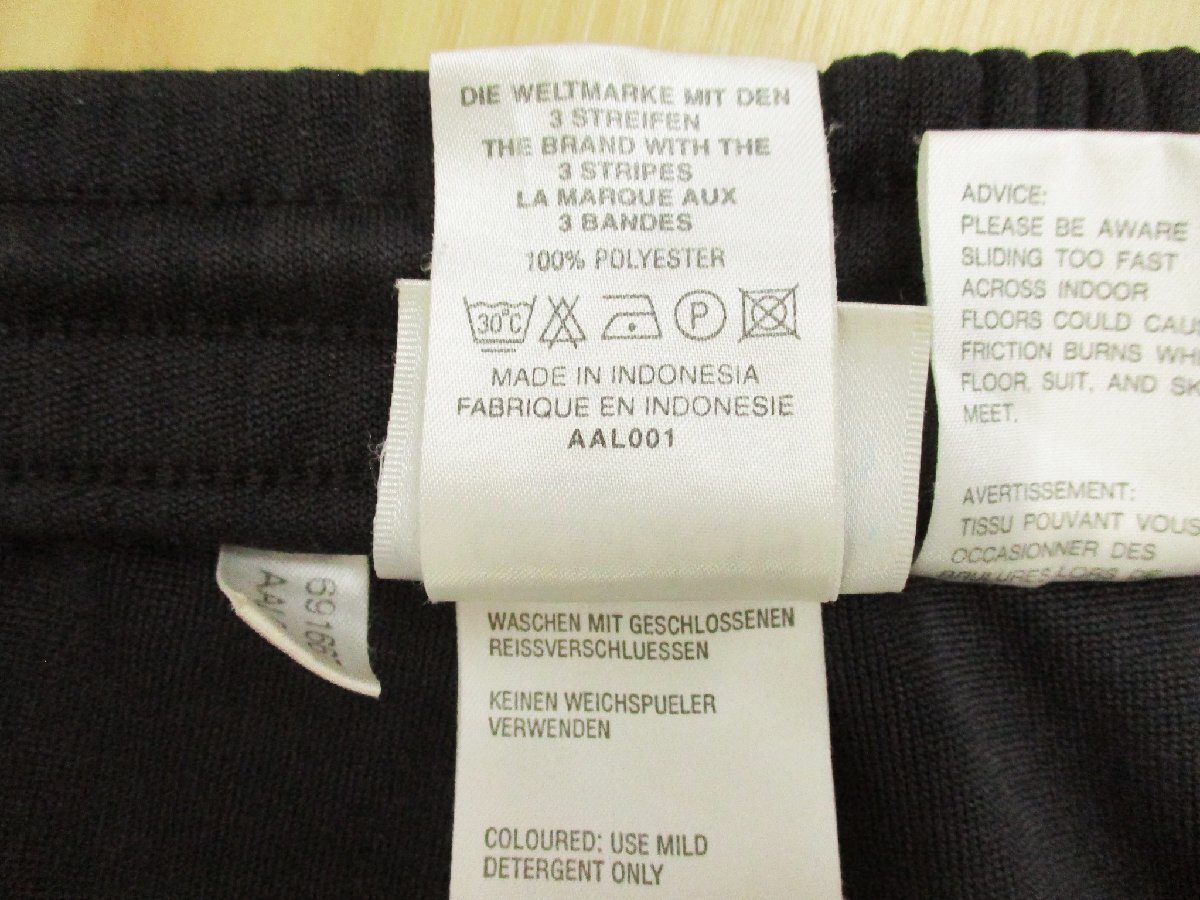 DIE WELTMARKE MIT DEN
3 STREIFEN
THE BRAND WITH THE
3 STRIPES
LA MARQUE AUX
3 BANDES
100% POLYESTER
30°C
P
MADE IN INDONESIA
FABRIQUE EN INDONESIE
AAL001
WASCHEN MIT GESCHLOSSENEN
REISSVERSCHLUESSEN
KEINEN WEICHSPUELER
VERWENDEN
COLOURED: USE MILD
DETERGENT ONLY
ADVICE:
PLEASE BE AWARE
SLIDING TOO FAST
ACROSS INDOOR
FLOORS COULD CAU
FRICTION BURNS WH
FLOOR, SUIT, AND SK
MEET.
AVERTISSEMENT:
TISSU POUVANT VOUS
OCCASIONNER DES